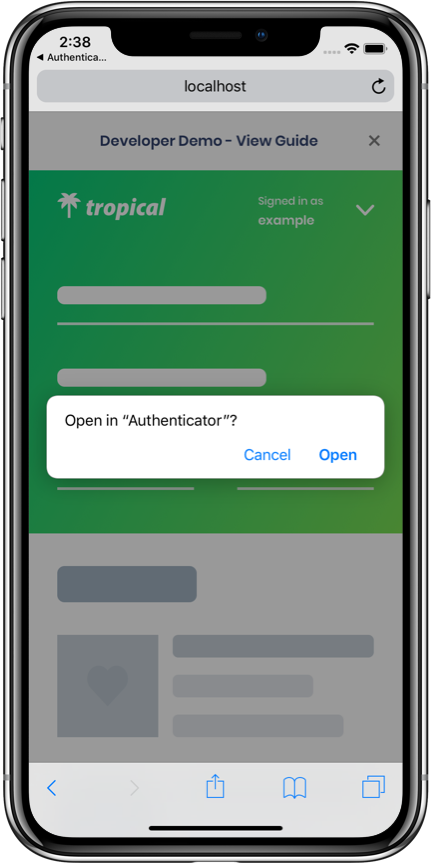 2:38
◀ Authentica...
localhost
Developer Demo - View Guide
tropical
Signed in as
example
Open in “Authenticator”?
Cancel
Open